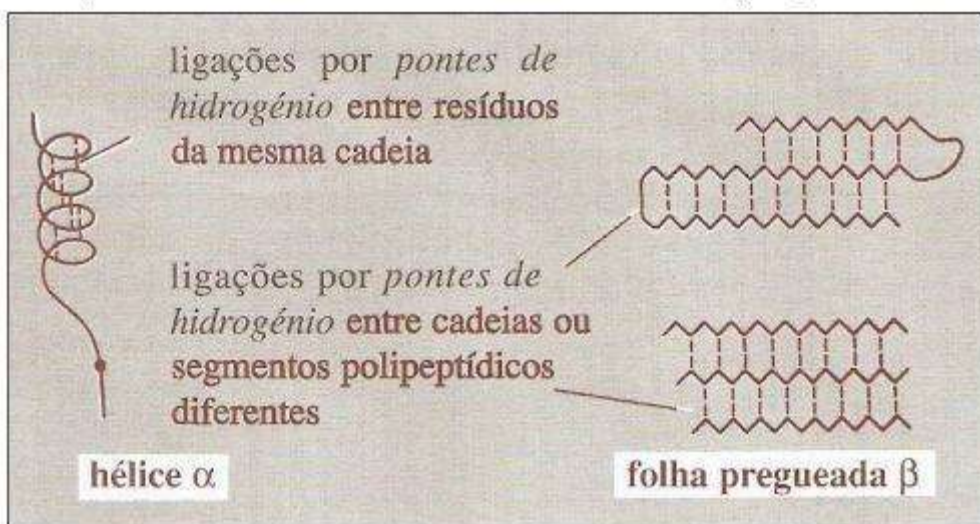 ligações por pontes de
hidrogénio entre resíduos
da mesma cadeia
ligações por pontes de
hidrogénio entre cadeias ou
segmentos polipeptídicos
diferentes
hélice α
folha pregueada β